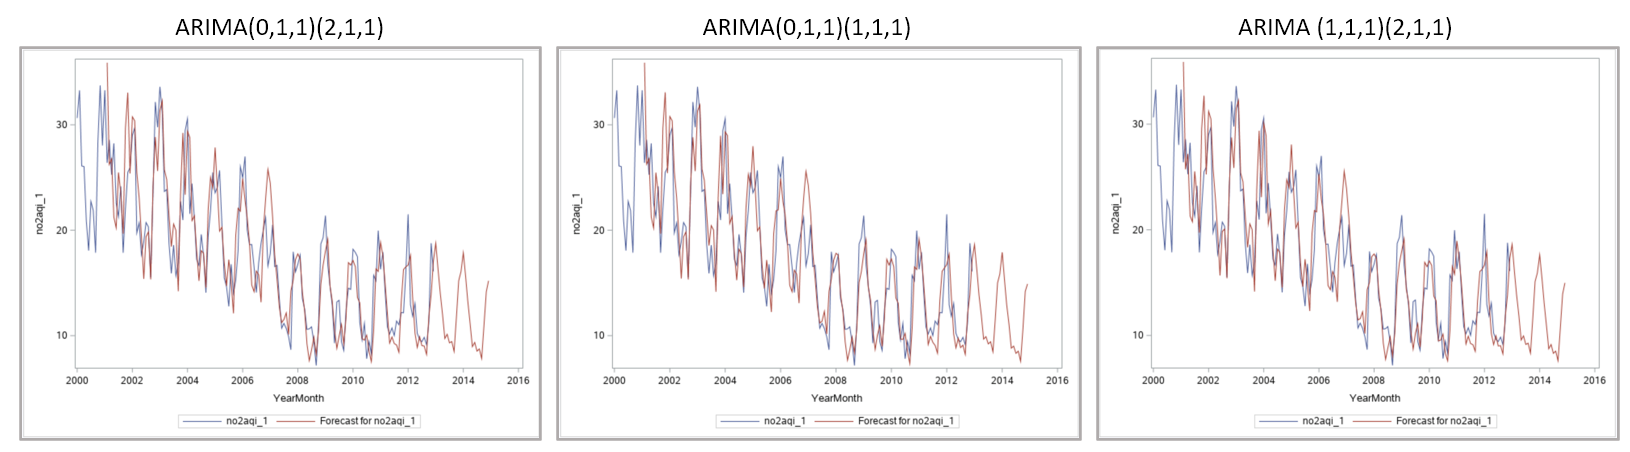 ARIMA(0,1,1)(2,1,1)
no2aqi_1
30
20
10
2000 2002 2004 2006 2008 2010 2012 2014 2016
YearMonth
no2aqi_1 Forecast for no2aqi_1
ARIMA(0,1,1)(1,1,1)
no2aqi_1
30
20
10
2000 2002 2004 2006 2008 2010 2012 2014 2016
YearMonth
no2aqi_1 Forecast for no2aqi_1
ARIMA (1,1,1)(2,1,1)
no2aqi_1
30
20
10
2000 2002 2004 2006 2008 2010 2012 2014 2016
YearMonth
no2aqi_1 Forecast for no2aqi_1